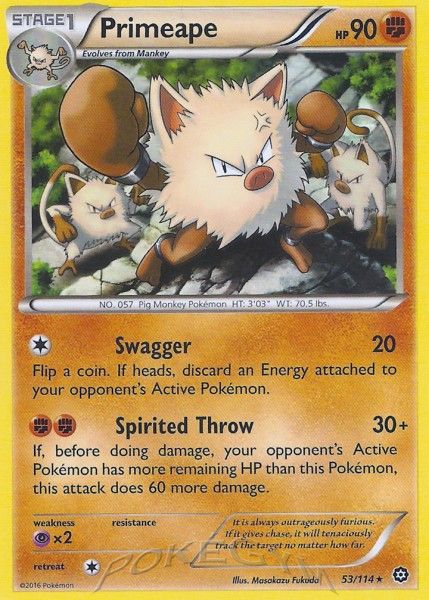 STAGE1 Primeape HP90
Evolves from Mankey
NO. 057 Pig Monkey Pokémon HT: 3'03" WT: 70.5 lbs.
Swagger 20
Flip a coin. If heads, discard an Energy attached to
your opponent's Active Pokémon.
Spirited Throw 30+
If, before doing damage, your opponent's Active
Pokémon has more remaining HP than this Pokémon,
this attack does 60 more damage.
weakness resistance
×2
It is always outrageously furious.
If it gives chase, it will tenaciously
track the target no matter how far.
retreat
POKEGYM
©2016 Pokémon Illus. Masakazu Fukuda 53/114 ★